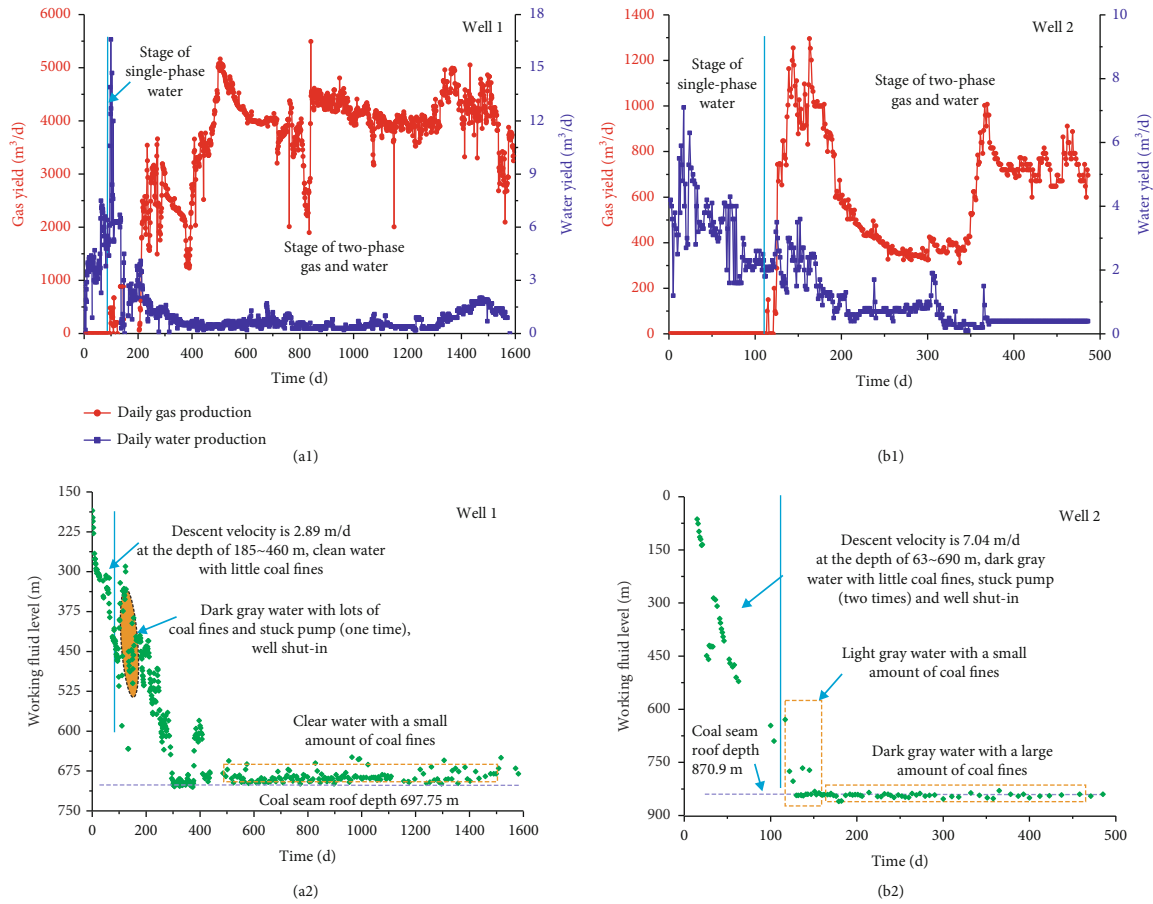 6000
5000
4000
3000
2000
1000
0
Gas yield (m³/d)
18
15
12
9
6
3
0
Water yield (m³/d)
Well 1
Stage of
single-phase
water
Stage of two-phase
gas and water
0
200
400
600
800
1000
1200
1400
1600
Time (d)
Daily gas production
Daily water production
(a1)
1400
1200
1000
800
600
400
200
0
Gas yield (m³/d)
10
8
6
4
2
0
Water yield (m³/d)
Well 2
Stage of
single-phase
water
Stage of two-phase
gas and water
0
100
200
300
400
500
Time (d)
(b1)
150
225
300
375
450
525
600
675
750
Working fluid level (m)
Well 1
Descent velocity is 2.89 m/d
at the depth of 185~460 m, clean water
with little coal fines
Dark gray water with lots of
coal fines and stuck pump (one time),
well shut-in
Clear water with a small
amount of coal fines
Coal seam roof depth 697.75 m
0
200
400
600
800
1000
1200
1400
1600
Time (d)
(a2)
0
150
300
450
600
750
900
Working fluid level (m)
Well 2
Descent velocity is 7.04 m/d
at the depth of 63~690 m, dark gray
water with little coal fines, stuck pump
(two times) and well shut-in
Light gray water with a small
amount of coal fines
Coal seam
roof depth
870.9 m
Dark gray water with a large
amount of coal fines
0
100
200
300
400
500
Time (d)
(b2)